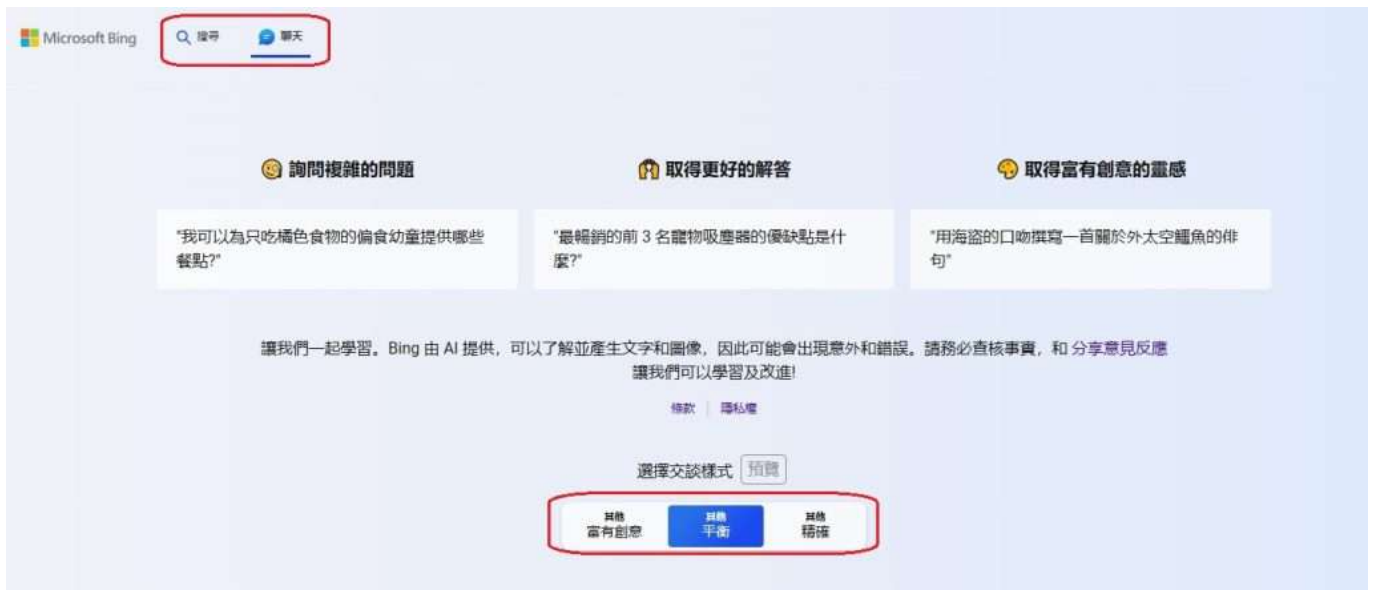 Microsoft Bing
搜尋
聊天
詢問複雜的問題
取得更好的解答
取得富有創意的靈感
"我可以為只吃橘色食物的偏食幼童提供哪些
餐點?"
"最暢銷的前 3 名寵物吸塵器的優缺點是什
麼?"
"用海盜的口吻撰寫一首關於外太空鱷魚的俳
句"
讓我們一起學習。Bing 由 AI 提供，可以了解並產生文字和圖像，因此可能會出現意外和錯誤。請務必查核事實，和 分享意見反應
讓我們可以學習及改進!
條款 | 隱私權
選擇交談樣式 預覽
其他
富有創意
其他
平衡
其他
精確